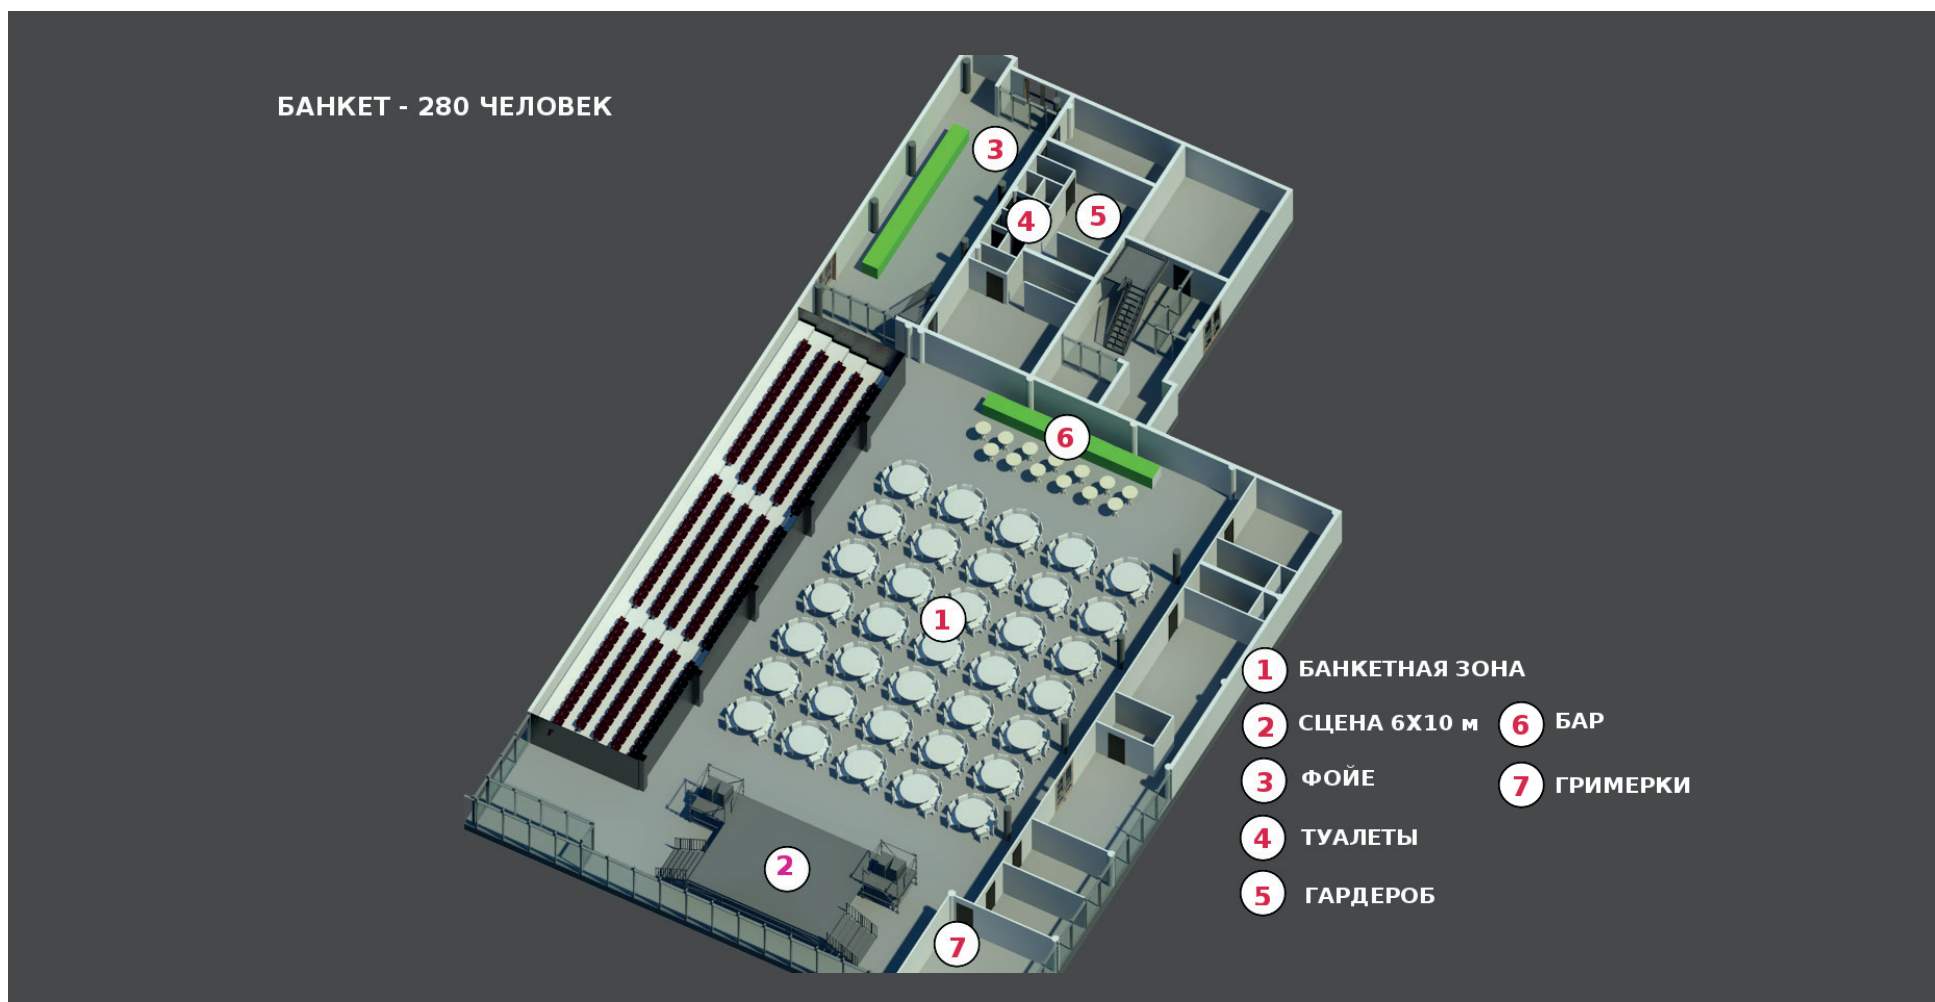 БАНКЕТ - 280 ЧЕЛОВЕК
3
4
5
6
1
2
7
1 БАНКЕТНАЯ ЗОНА
2 СЦЕНА 6Х10 м
3 ФОЙЕ
4 ТУАЛЕТЫ
5 ГАРДЕРОБ
6 БАР
7 ГРИМЕРКИ